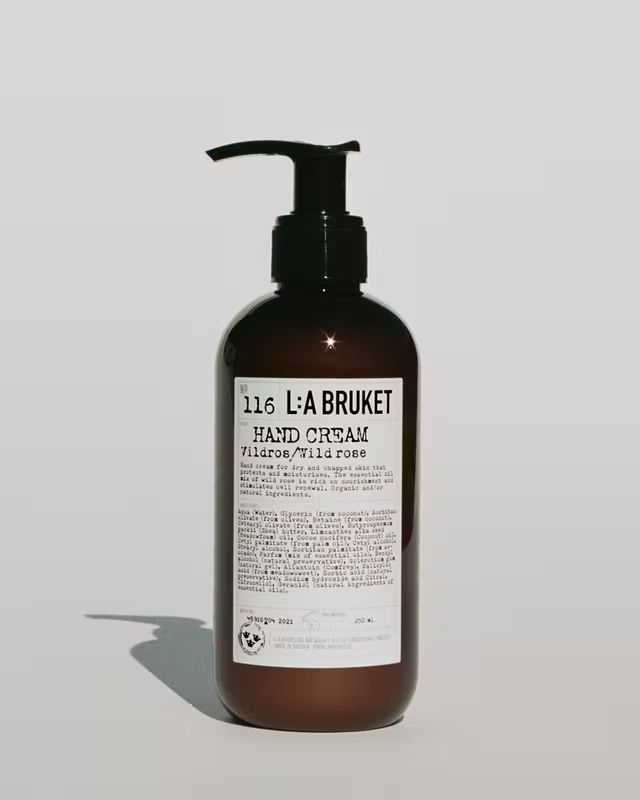 No
116 L:A BRUKET
HAND CREAM
Vildros/Wild rose
Hand cream for dry and chapped skin that
protects and moisturises. The essential oil
mix of wild rose is rich on nourishment and
stimulates cell renewal. Organic and/or
natural ingredients.
Aqua (Water), Glycerin (from coconut), Sorbitan
olivate (from olives), Betaine (from coconut),
Cetearyl olivate (from olives), Butyrospermum
parkii (Shea) butter, Limnanthes alba seed
(Meadowfoam) oil, Cocos nucifera (Coconut) oil,
Cetyl palmitate (from palm oil), Cetyl alcohol,
Stearyl alcohol, Sorbitan palmitate (from
Parfum (mix of essential oils), Benzyl
alcohol (natural preservative), Sclerotium gum
(natural gel), Allantoin (Comfrey), Salicylic
acid (from meadowsweet), Sorbic acid (natural
preservative), Sodium hydroxide and Citral,
Citronellol, Geraniol (natural ingredients of
essential oils).
2021 250 ml